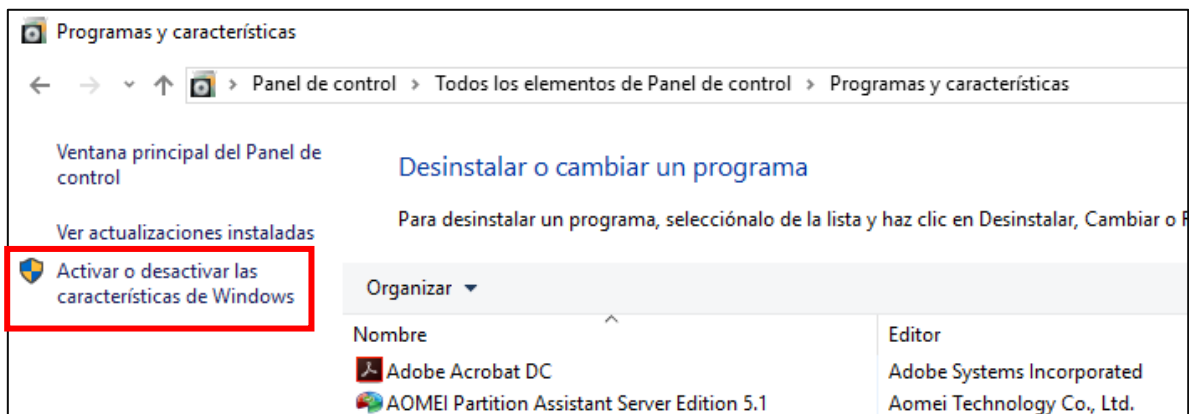 Programas y características
Panel de control > Todos los elementos de Panel de control > Programas y características
Ventana principal del Panel de
control
Ver actualizaciones instaladas
Activar o desactivar las
características de Windows
Desinstalar o cambiar un programa
Para desinstalar un programa, selecciónalo de la lista y haz clic en Desinstalar, Cambiar o
Organizar
Nombre Editor
Adobe Acrobat DC Adobe Systems Incorporated
AOMEI Partition Assistant Server Edition 5.1 Aomei Technology Co., Ltd.